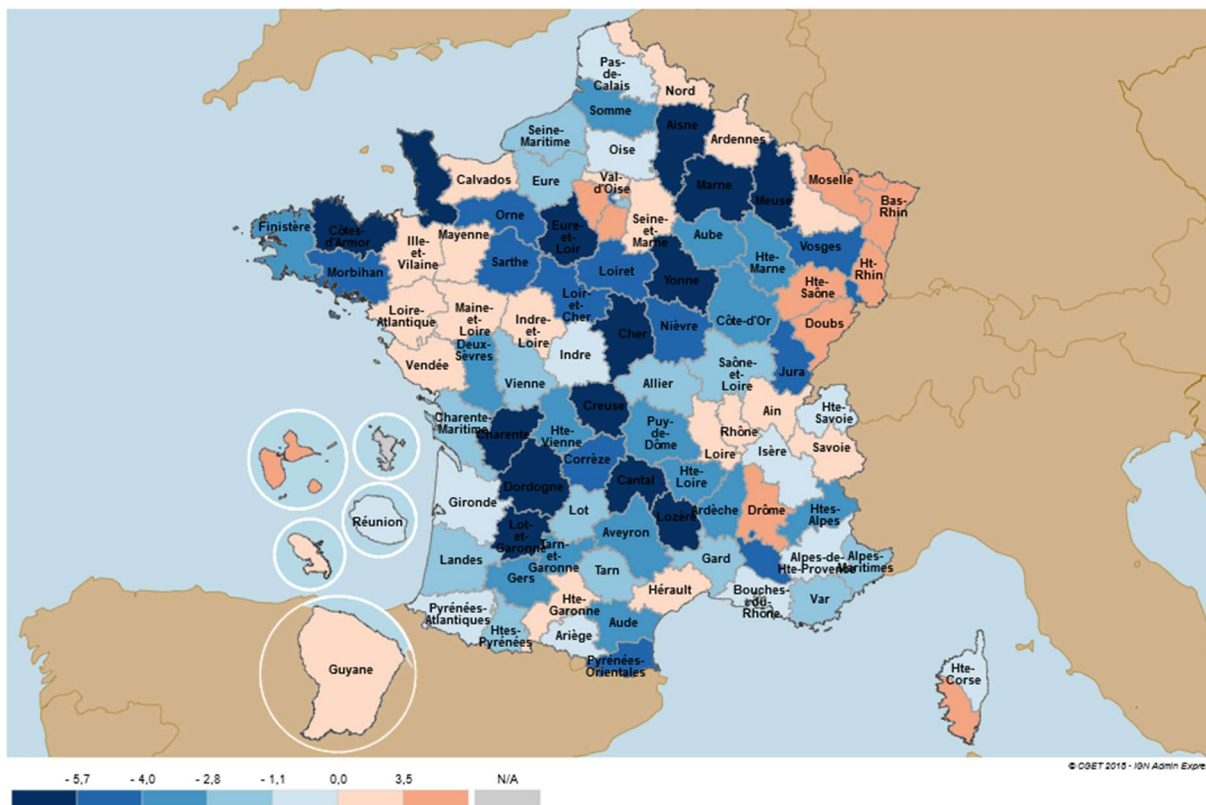 Pas-
de-
Calais
Nord
Somme
Aisne
Ardennes
Seine-
Maritime
Oise
Eure
Calvados
Val-
d'Oise
Marne
Meuse
Moselle
Bas-
Rhin
Ht-
Rhin
Finistère
Côtes-
d'Armor
Morbihan
Ille-
et-
Vilaine
Mayenne
Orne
Sarthe
Eure-
et-
Loir
Seine-
et-
Marne
Aube
Hte-
Marne
Vosges
Hte-
Saône
Doubs
Loiret
Loir-
et-
Cher
Yonne
Côte-d'Or
Nièvre
Cher
Jura
Loire-
Atlantique
Maine-
et-
Loire
Indre-
et-
Loire
Vendée
Deux-
Sèvres
Vienne
Indre
Allier
Saône-
et-
Loire
Ain
Hte-
Savoie
Savoie
Rhône
Loire
Isère
Charente-
Maritime
Charente
Hte-
Vienne
Creuse
Puy-
de-
Dôme
Corrèze
Dordogne
Gironde
Cantal
Hte-
Loire
Ardèche
Drôme
Htes-
Alpes
Lot-
et-
Garonne
Lot
Aveyron
Lozère
Landes
Tarn-
et-
Garonne
Gers
Tarn
Gard
Alpes-de-
Hte-Provence
Alpes-
Maritimes
Bouches-
du-
Rhône
Var
Hérault
Hte-
Garonne
Aude
Ariège
Pyrénées-
Atlantiques
Htes-
Pyrénées
Pyrénées-
Orientales
Hte-
Corse
Réunion
Guyane
© CGET 2015 - IGN Admin Expre
- 5,7 - 4,0 - 2,8 - 1,1 0,0 3,5 N/A